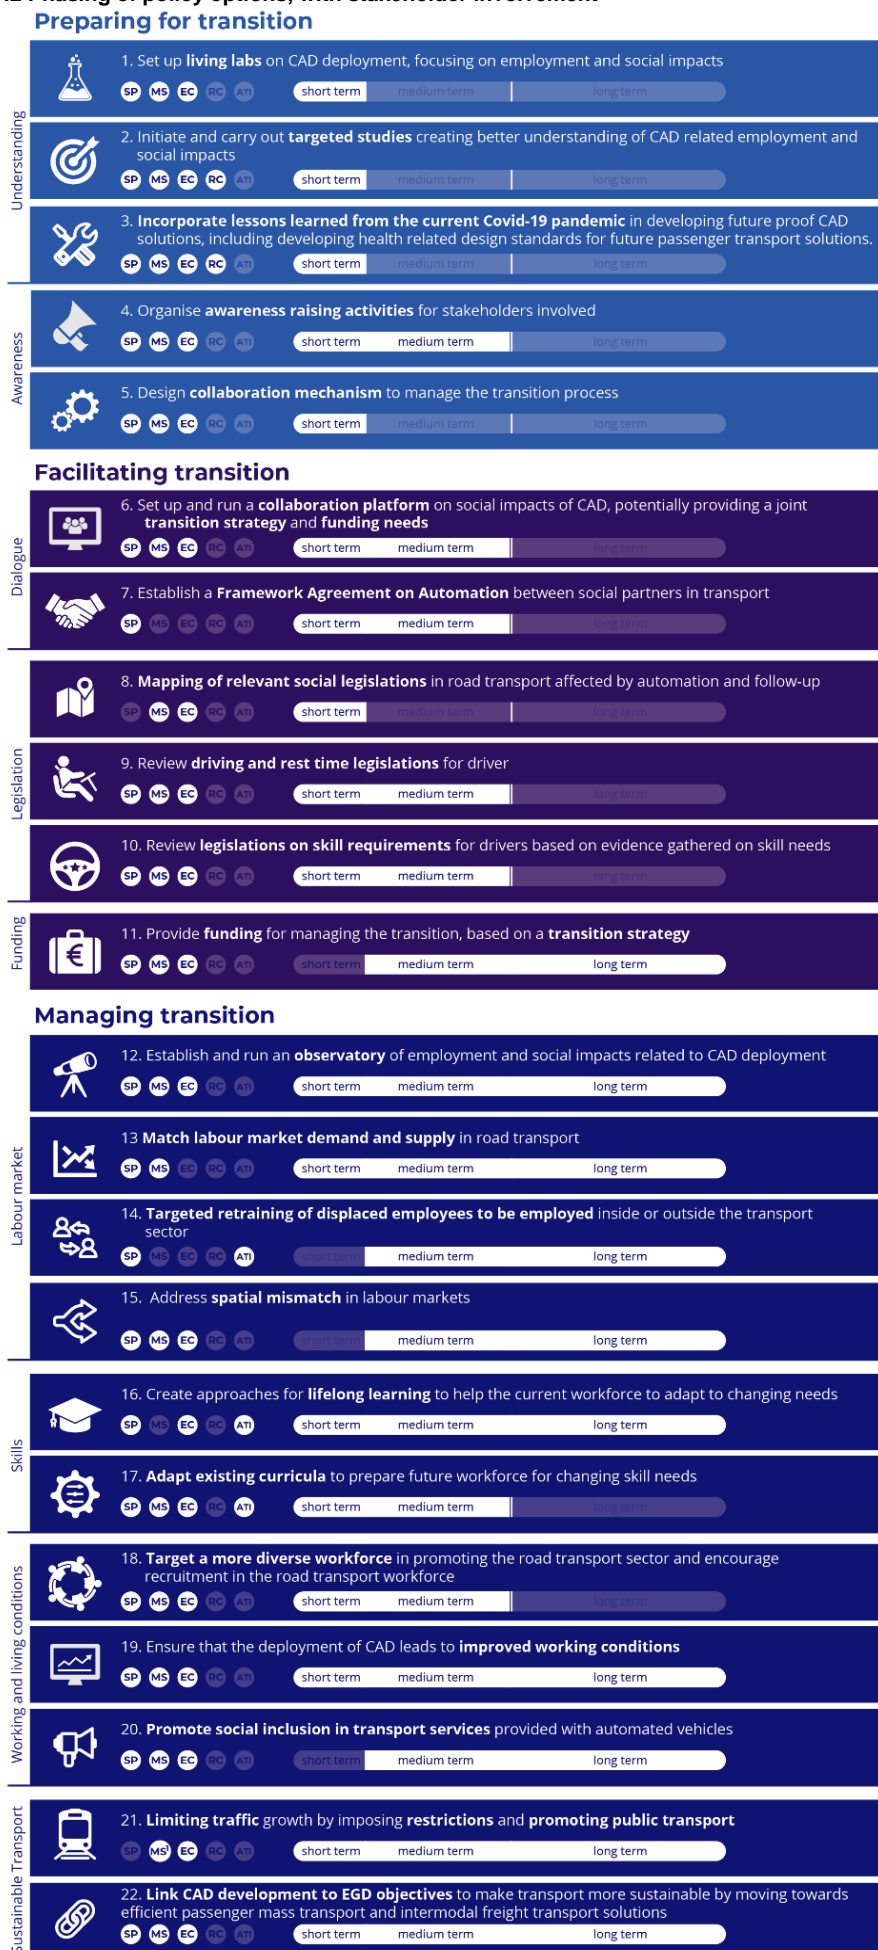 .2 Phasing of policy options, with stakeholder involvement
Preparing for transition
Understanding
1. Set up living labs on CAD deployment, focusing on employment and social impacts
SP MS EC RC ATI short term medium term long term
2. Initiate and carry out targeted studies creating better understanding of CAD related employment and
social impacts
SP MS EC RC ATI short term medium term long term
3. Incorporate lessons learned from the current Covid-19 pandemic in developing future proof CAD
solutions, including developing health related design standards for future passenger transport solutions.
SP MS EC RC ATI short term medium term long term
Awareness
4. Organise awareness raising activities for stakeholders involved
SP MS EC RC ATI short term medium term long term
5. Design collaboration mechanism to manage the transition process
SP MS EC RC ATI short term medium term long term
Facilitating transition
Dialogue
6. Set up and run a collaboration platform on social impacts of CAD, potentially providing a joint
transition strategy and funding needs
SP MS EC RC ATI short term medium term long term
7. Establish a Framework Agreement on Automation between social partners in transport
SP MS EC RC ATI short term medium term long term
Legislation
8. Mapping of relevant social legislations in road transport affected by automation and follow-up
SP MS EC RC ATI short term medium term long term
9. Review driving and rest time legislations for driver
SP MS EC RC ATI short term medium term long term
10. Review legislations on skill requirements for drivers based on evidence gathered on skill needs
SP MS EC RC ATI short term medium term long term
Funding
11. Provide funding for managing the transition, based on a transition strategy
SP MS EC RC ATI short term medium term long term
Managing transition
Labour market
12. Establish and run an observatory of employment and social impacts related to CAD deployment
SP MS EC RC ATI short term medium term long term
13 Match labour market demand and supply in road transport
SP MS EC RC ATI short term medium term long term
14. Targeted retraining of displaced employees to be employed inside or outside the transport
sector
SP MS EC RC ATI short term medium term long term
15. Address spatial mismatch in labour markets
SP MS EC RC ATI short term medium term long term
Skills
16. Create approaches for lifelong learning to help the current workforce to adapt to changing needs
SP MS EC RC ATI short term medium term long term
17. Adapt existing curricula to prepare future workforce for changing skill needs
SP MS EC RC ATI short term medium term long term
Working and living conditions
18. Target a more diverse workforce in promoting the road transport sector and encourage
recruitment in the road transport workforce
SP MS EC RC ATI short term medium term long term
19. Ensure that the deployment of CAD leads to improved working conditions
SP MS EC RC ATI short term medium term long term
20. Promote social inclusion in transport services provided with automated vehicles
SP MS EC RC ATI short term medium term long term
Sustainable Transport
21. Limiting traffic growth by imposing restrictions and promoting public transport
SP MS¹ EC RC ATI short term medium term long term
22. Link CAD development to EGD objectives to make transport more sustainable by moving towards
efficient passenger mass transport and intermodal freight transport solutions
SP MS EC RC ATI short term medium term long term